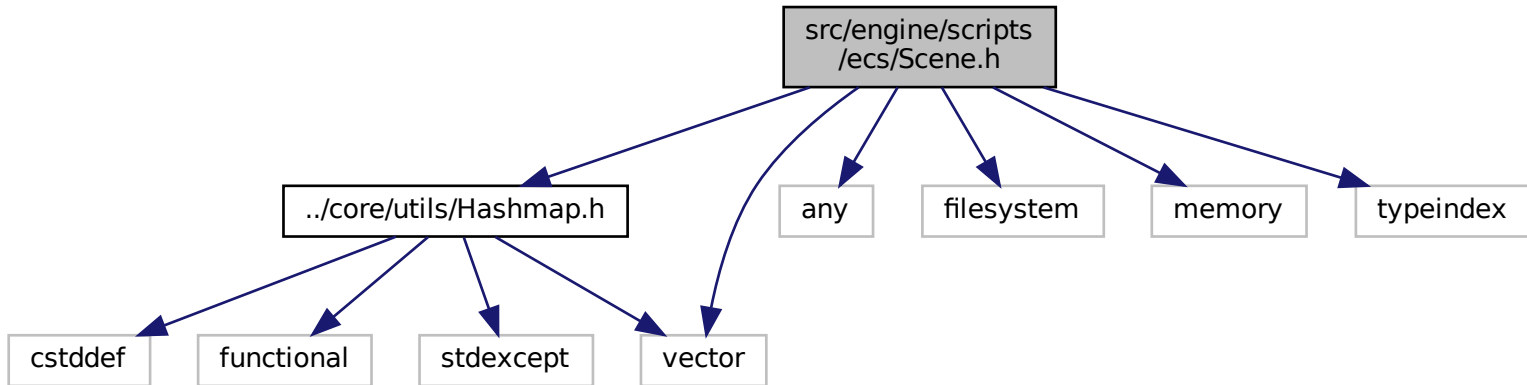 src/engine/scripts
/ecs/Scene.h
../core/utils/Hashmap.h
any
filesystem
memory
typeindex
cstddef
functional
stdexcept
vector